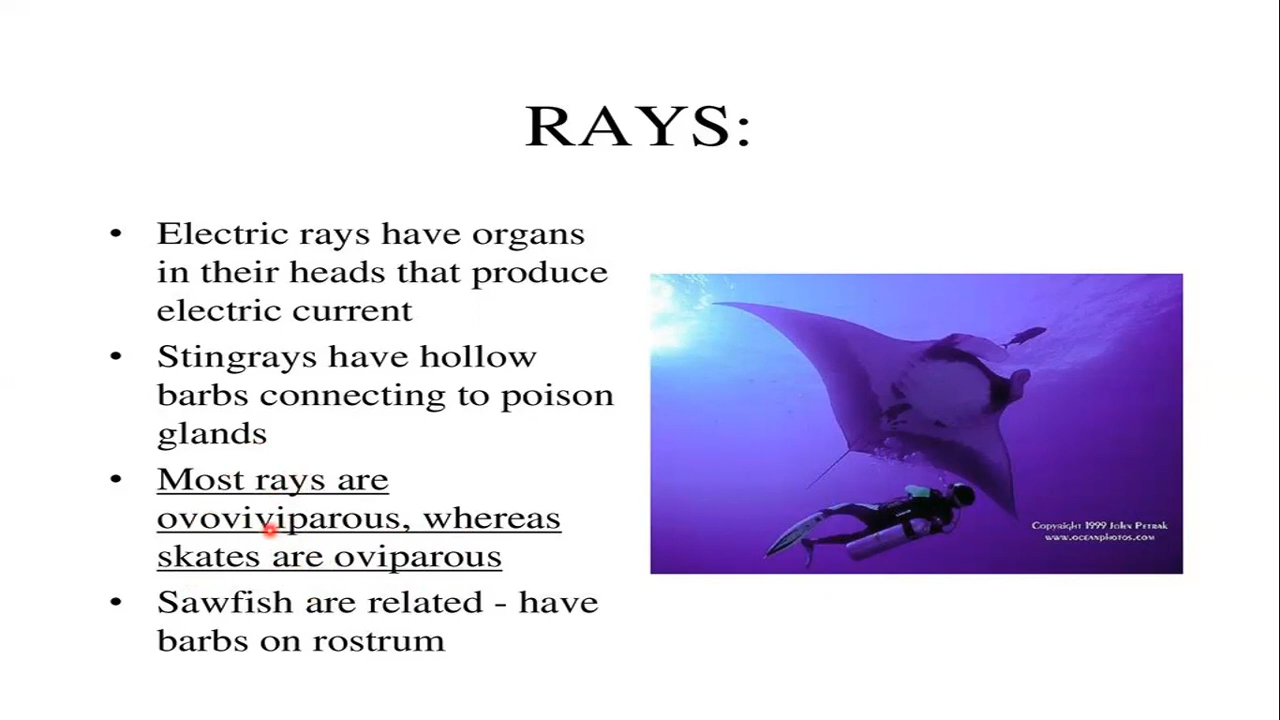 RAYS:
• Electric rays have organs
in their heads that produce
electric current
• Stingrays have hollow
barbs connecting to poison
glands
• Most rays are
ovoviviparous, whereas
skates are oviparous
• Sawfish are related - have
barbs on rostrum
Copyright 1999 John Petrak
www.oceanphotos.com